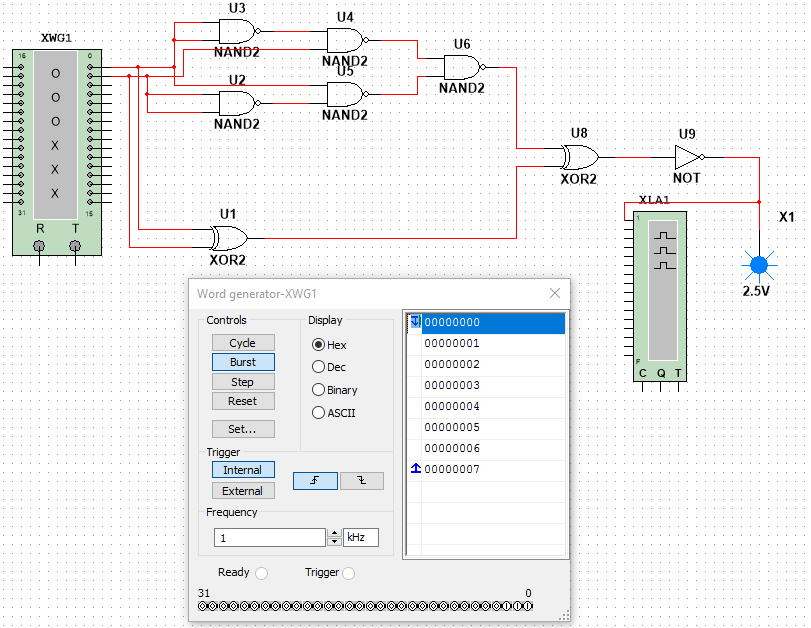 U3
U4
XWG1
16
0
NAND2
U6
NAND2
U5
U2
O
O
O
X
X
X
NAND2
NAND2
NAND2
U8
U9
XOR2
NOT
31
15
R
T
U1
XOR2
XLA1
1
X1
2.5V
F
C Q T
Word generator-XWG1
Controls
Cycle
Burst
Step
Reset
Set...
Display
Hex
Dec
Binary
ASCII
Trigger
Internal
External
Frequency
1
kHz
Ready
Trigger
31
0
00000000
00000001
00000002
00000003
00000004
00000005
00000006
00000007